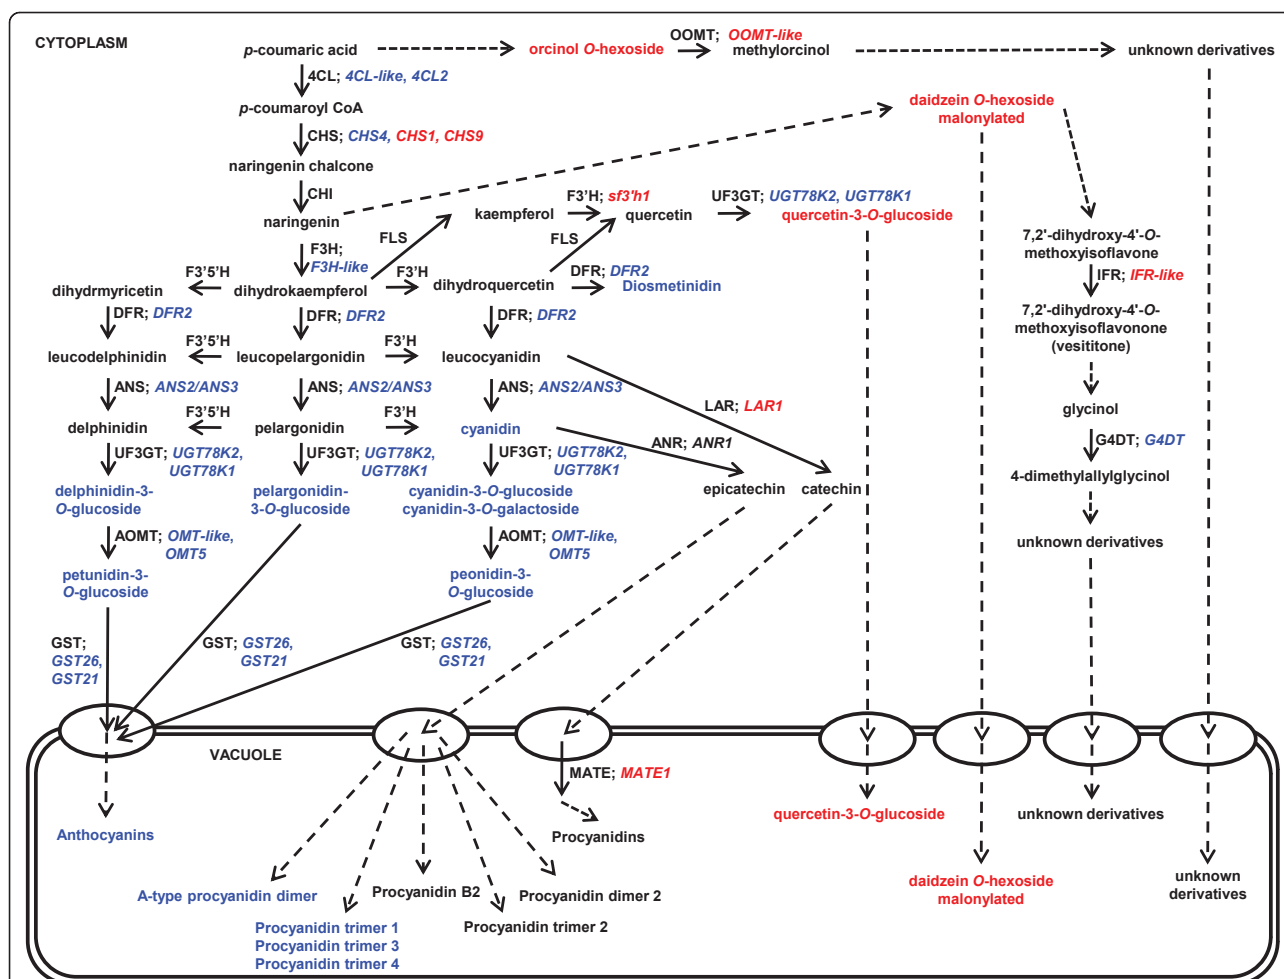 CYTOPLASM
p-coumaric acid
orcinol O-hexoside
OOMT; OOMT-like
methylorcinol
unknown derivatives
4CL; 4CL-like, 4CL2
p-coumaroyl CoA
daidzein O-hexoside
malonylated
CHS; CHS4, CHS1, CHS9
naringenin chalcone
CHI
naringenin
kaempferol
F3'H; sf3'h1
quercetin
UF3GT; UGT78K2, UGT78K1
quercetin-3-O-glucoside
FLS
FLS
F3H;
F3H-like
7,2'-dihydroxy-4'-O-
methoxyisoflavone
IFR; IFR-like
F3'5'H
F3'H
DFR; DFR2
Diosmetinidin
dihydrmyricetin
dihydrokaempferol
dihydroquercetin
DFR; DFR2
DFR; DFR2
DFR; DFR2
7,2'-dihydroxy-4'-O-
methoxyisoflavonone
(vesititone)
leucodelphinidin
F3'5'H
leucopelargonidin
F3'H
leucocyanidin
ANS; ANS2/ANS3
ANS; ANS2/ANS3
ANS; ANS2/ANS3
LAR; LAR1
glycinol
delphinidin
F3'5'H
pelargonidin
F3'H
cyanidin
ANR; ANR1
G4DT; G4DT
UF3GT; UGT78K2,
UGT78K1
UF3GT; UGT78K2,
UGT78K1
UF3GT; UGT78K2,
UGT78K1
4-dimethylallylglycinol
delphinidin-3-
O-glucoside
pelargonidin-
3-O-glucoside
cyanidin-3-O-glucoside
cyanidin-3-O-galactoside
epicatechin
catechin
unknown derivatives
AOMT; OMT-like,
OMT5
AOMT; OMT-like,
OMT5
petunidin-3-
O-glucoside
peonidin-3-
O-glucoside
GST;
GST26,
GST21
GST; GST26,
GST21
GST; GST26,
GST21
VACUOLE
MATE; MATE1
Anthocyanins
Procyanidins
quercetin-3-O-glucoside
unknown derivatives
A-type procyanidin dimer
Procyanidin B2
Procyanidin dimer 2
daidzein O-hexoside
malonylated
unknown
derivatives
Procyanidin trimer 1
Procyanidin trimer 3
Procyanidin trimer 4
Procyanidin trimer 2